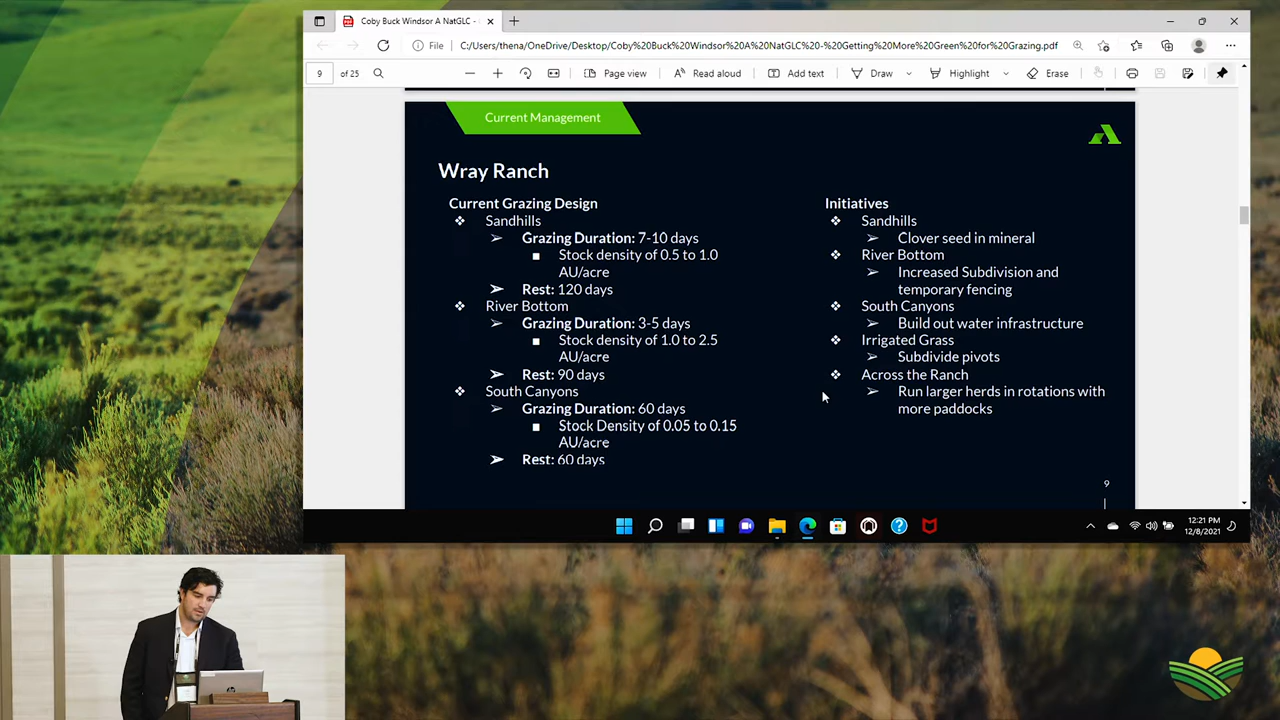 Coby Buck Windsor A NatGLC -
File
C:/Users/thena/OneDrive/Desktop/Coby%20Buck%20Windsor%20A%20NatGLC%20-%20Getting%20More%20Green%20for%20Grazing.pdf
9 of 25
Page view
Read aloud
Add text
Draw
Highlight
Erase
Current Management
Wray Ranch
Current Grazing Design
Sandhills
Grazing Duration: 7-10 days
Stock density of 0.5 to 1.0
AU/acre
Rest: 120 days
River Bottom
Grazing Duration: 3-5 days
Stock density of 1.0 to 2.5
AU/acre
Rest: 90 days
South Canyons
Grazing Duration: 60 days
Stock Density of 0.05 to 0.15
AU/acre
Rest: 60 days
Initiatives
Sandhills
Clover seed in mineral
River Bottom
Increased Subdivision and
temporary fencing
South Canyons
Build out water infrastructure
Irrigated Grass
Subdivide pivots
Across the Ranch
Run larger herds in rotations with
more paddocks
9
12:21 PM
12/8/2021
hp